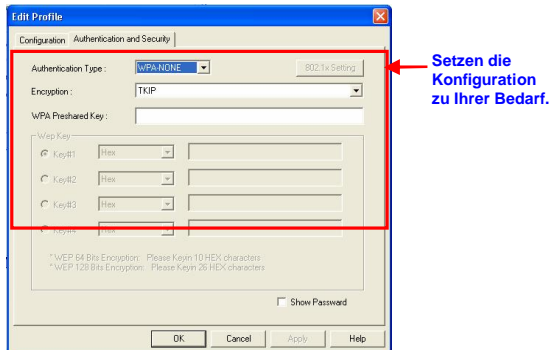 Edit Profile
Configuration Authentication and Security
Authentication Type : WPA-NONE 802.1x Setting
Encryption : TKIP
WPA Preshared Key :
Wep Key
Key#1 Hex
Key#2 Hex
Key#3 Hex
Key#4 Hex
* WEP 64 Bits Encryption: Please Keyin 10 HEX characters
* WEP 128 Bits Encryption: Please Keyin 26 HEX characters
Show Password
OK Cancel Apply Help
Setzen die
Konfiguration
zu Ihrer Bedarf.